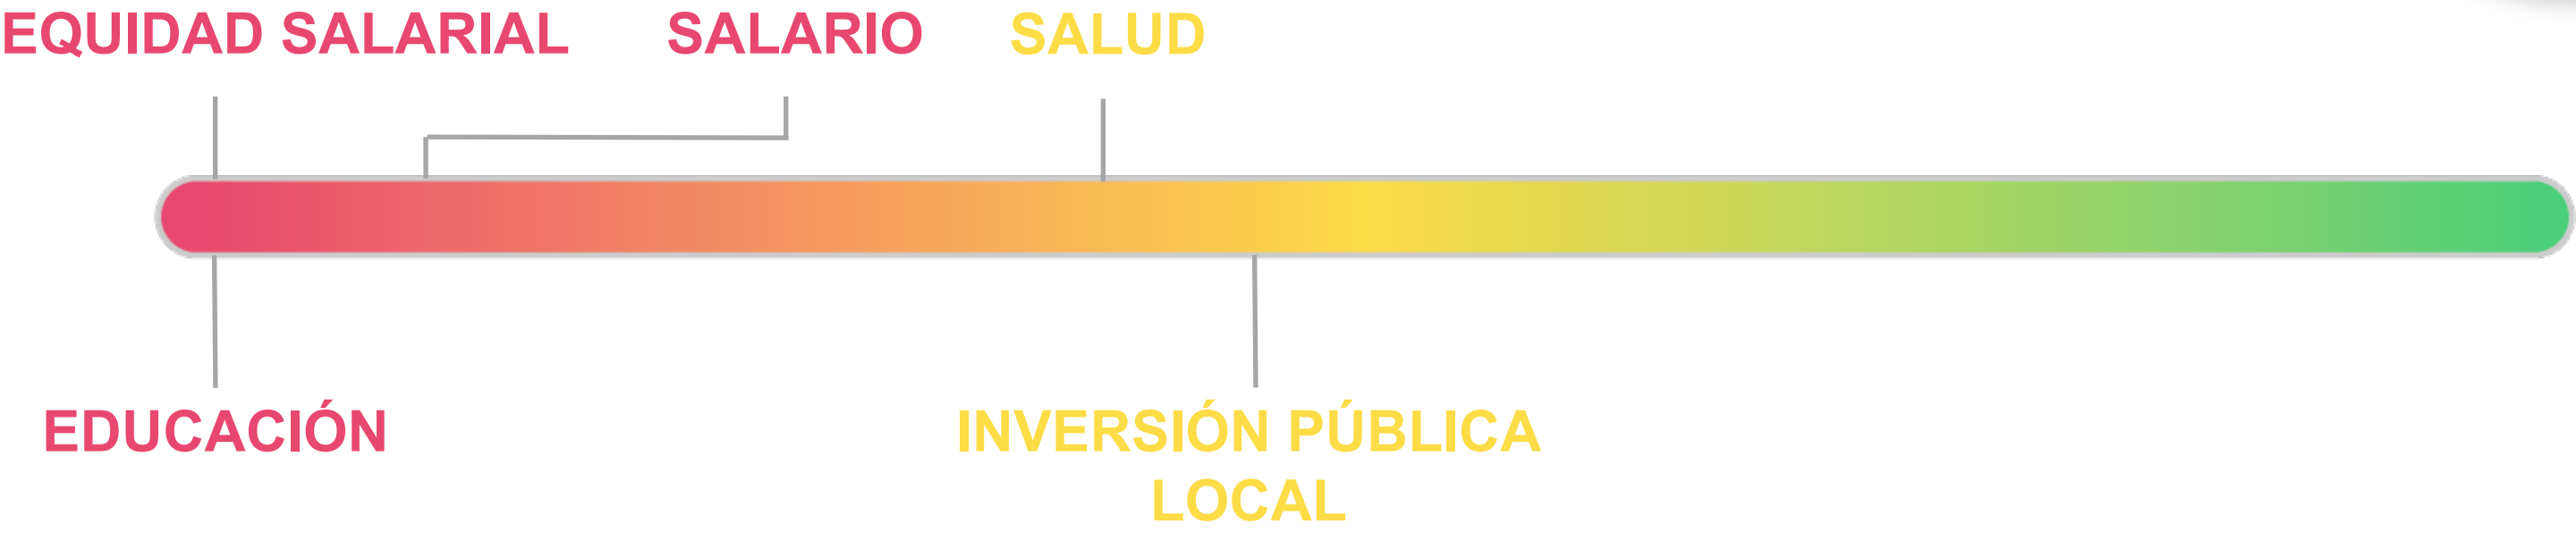 EQUIDAD SALARIAL
SALARIO
SALUD
EDUCACIÓN
INVERSIÓN PÚBLICA
LOCAL